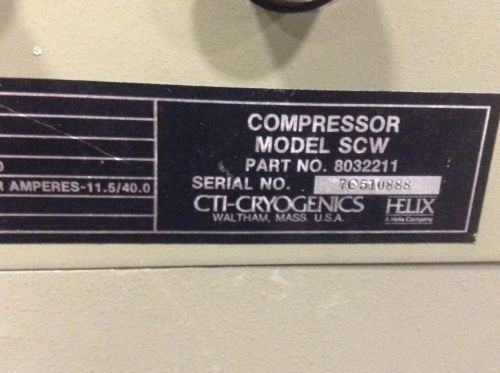 COMPRESSOR
MODEL SCW
PART NO. 8032211
SERIAL NO. 7C510888
CTI-CRYOGENICS HELIX
WALTHAM, MASS. U.S.A. A Helix Company
AMPERES-11.5/40.0